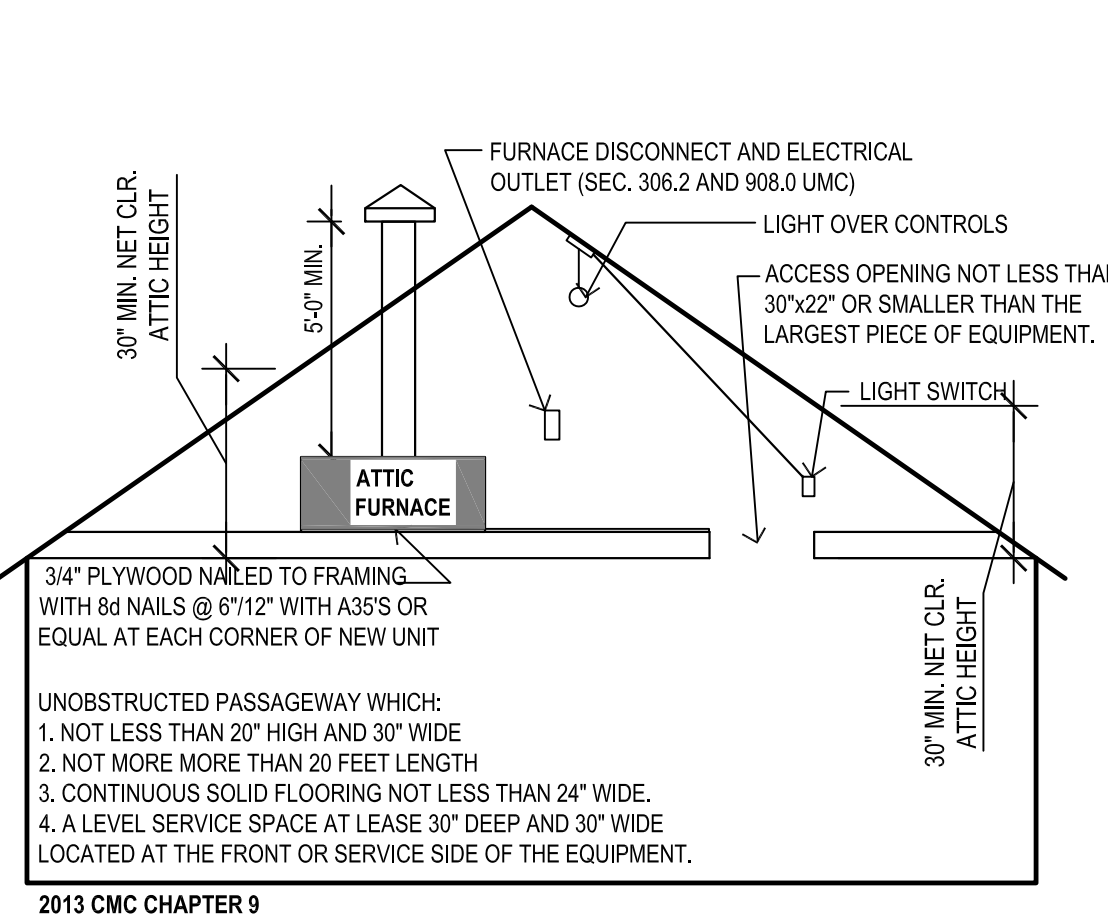 FURNACE DISCONNECT AND ELECTRICAL
OUTLET (SEC. 306.2 AND 908.0 UMC)
LIGHT OVER CONTROLS
ACCESS OPENING NOT LESS THAN
30"x22" OR SMALLER THAN THE
LARGEST PIECE OF EQUIPMENT.
LIGHT SWITCH
30" MIN. NET CLR.
ATTIC HEIGHT
5'-0" MIN.
ATTIC
FURNACE
30" MIN. NET CLR.
ATTIC HEIGHT
3/4" PLYWOOD NAILED TO FRAMING
WITH 8d NAILS @ 6"/12" WITH A35'S OR
EQUAL AT EACH CORNER OF NEW UNIT
UNOBSTRUCTED PASSAGEWAY WHICH:
1. NOT LESS THAN 20" HIGH AND 30" WIDE
2. NOT MORE MORE THAN 20 FEET LENGTH
3. CONTINUOUS SOLID FLOORING NOT LESS THAN 24" WIDE.
4. A LEVEL SERVICE SPACE AT LEASE 30" DEEP AND 30" WIDE
LOCATED AT THE FRONT OR SERVICE SIDE OF THE EQUIPMENT.
2013 CMC CHAPTER 9